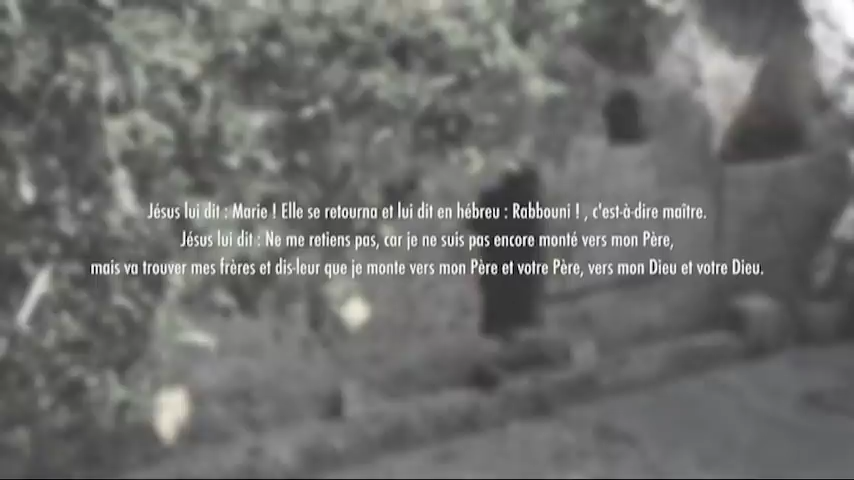 Jésus lui dit : Marie ! Elle se retourna et lui dit en hébreu : Rabbouni ! , c'est-à-dire maître.
Jésus lui dit : Ne me retiens pas, car je ne suis pas encore monté vers mon Père,
mais va trouver mes frères et dis-leur que je monte vers mon Père et votre Père, vers mon Dieu et votre Dieu.